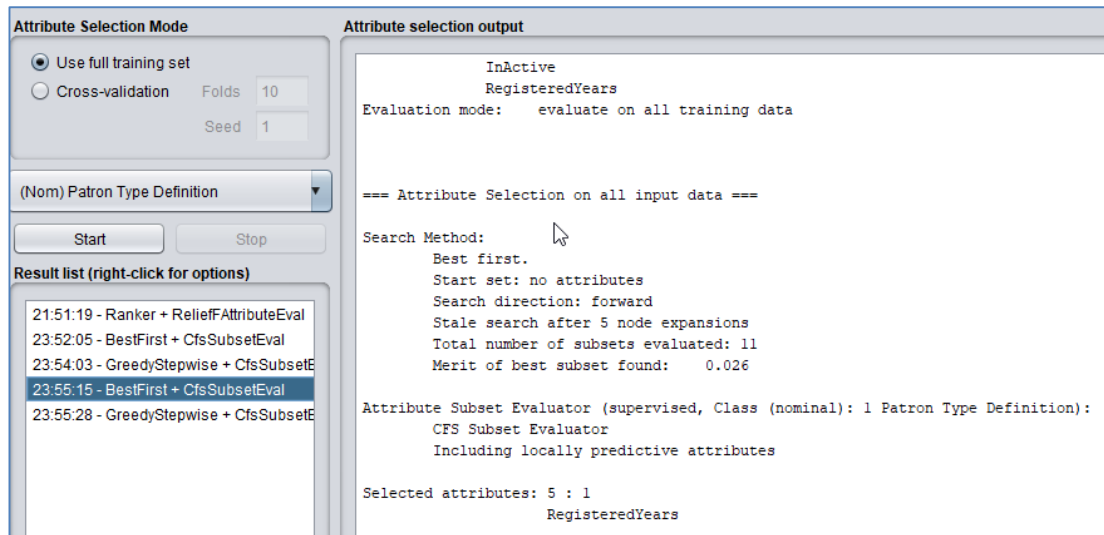 Attribute Selection Mode
Use full training set
Cross-validation Folds 10
Seed 1
(Nom) Patron Type Definition
Start Stop
Result list (right-click for options)
21:51:19 - Ranker + ReliefFAttributeEval
23:52:05 - BestFirst + CfsSubsetEval
23:54:03 - GreedyStepwise + CfsSubsetE
23:55:15 - BestFirst + CfsSubsetEval
23:55:28 - GreedyStepwise + CfsSubsetE
Attribute selection output
InActive
RegisteredYears
Evaluation mode: evaluate on all training data
=== Attribute Selection on all input data ===
Search Method:
Best first.
Start set: no attributes
Search direction: forward
Stale search after 5 node expansions
Total number of subsets evaluated: 11
Merit of best subset found: 0.026
Attribute Subset Evaluator (supervised, Class (nominal): 1 Patron Type Definition):
CFS Subset Evaluator
Including locally predictive attributes
Selected attributes: 5 : 1
RegisteredYears